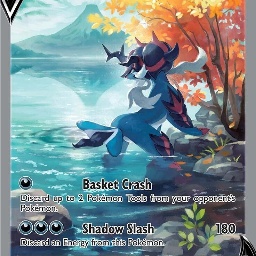 Basket Crash
Discard up to 2 Pokémon Tools from your opponent's
Pokémon.
Shadow Slash 180
Discard an Energy from this Pokémon.